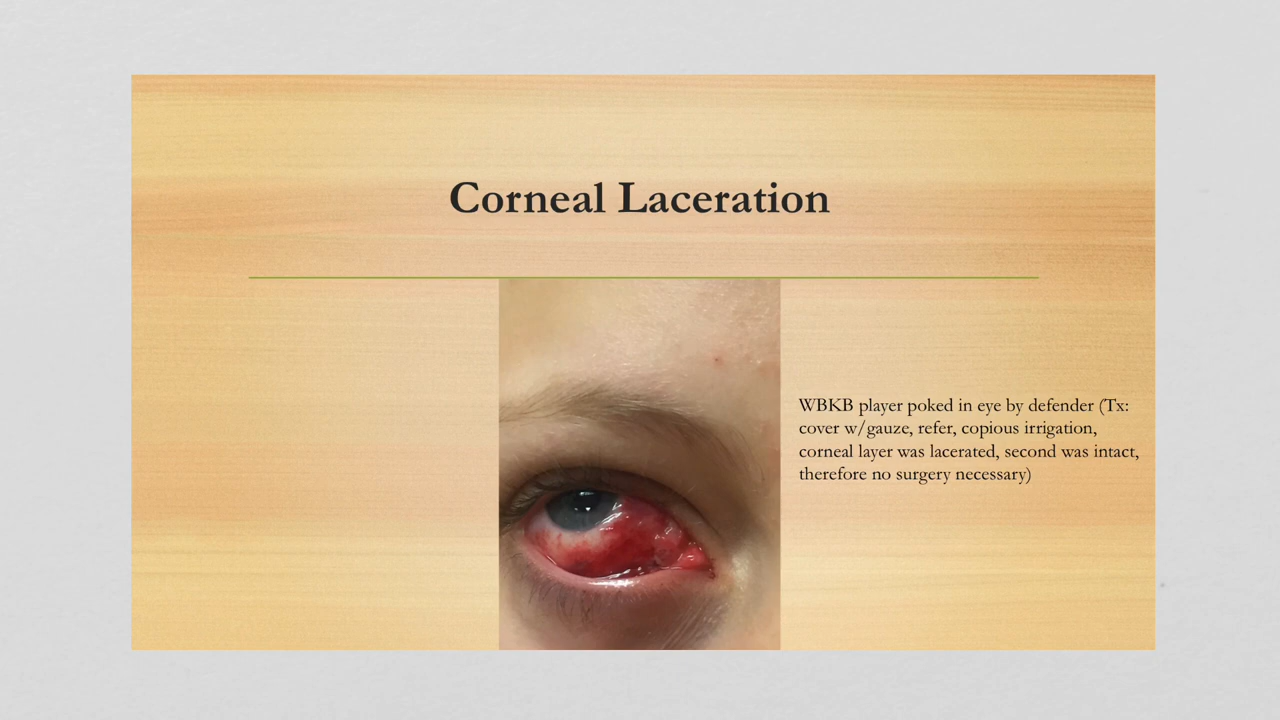 Corneal Laceration
WBKB player poked in eye by defender (Tx:
cover w/gauze, refer, copious irrigation,
corneal layer was lacerated, second was intact,
therefore no surgery necessary)